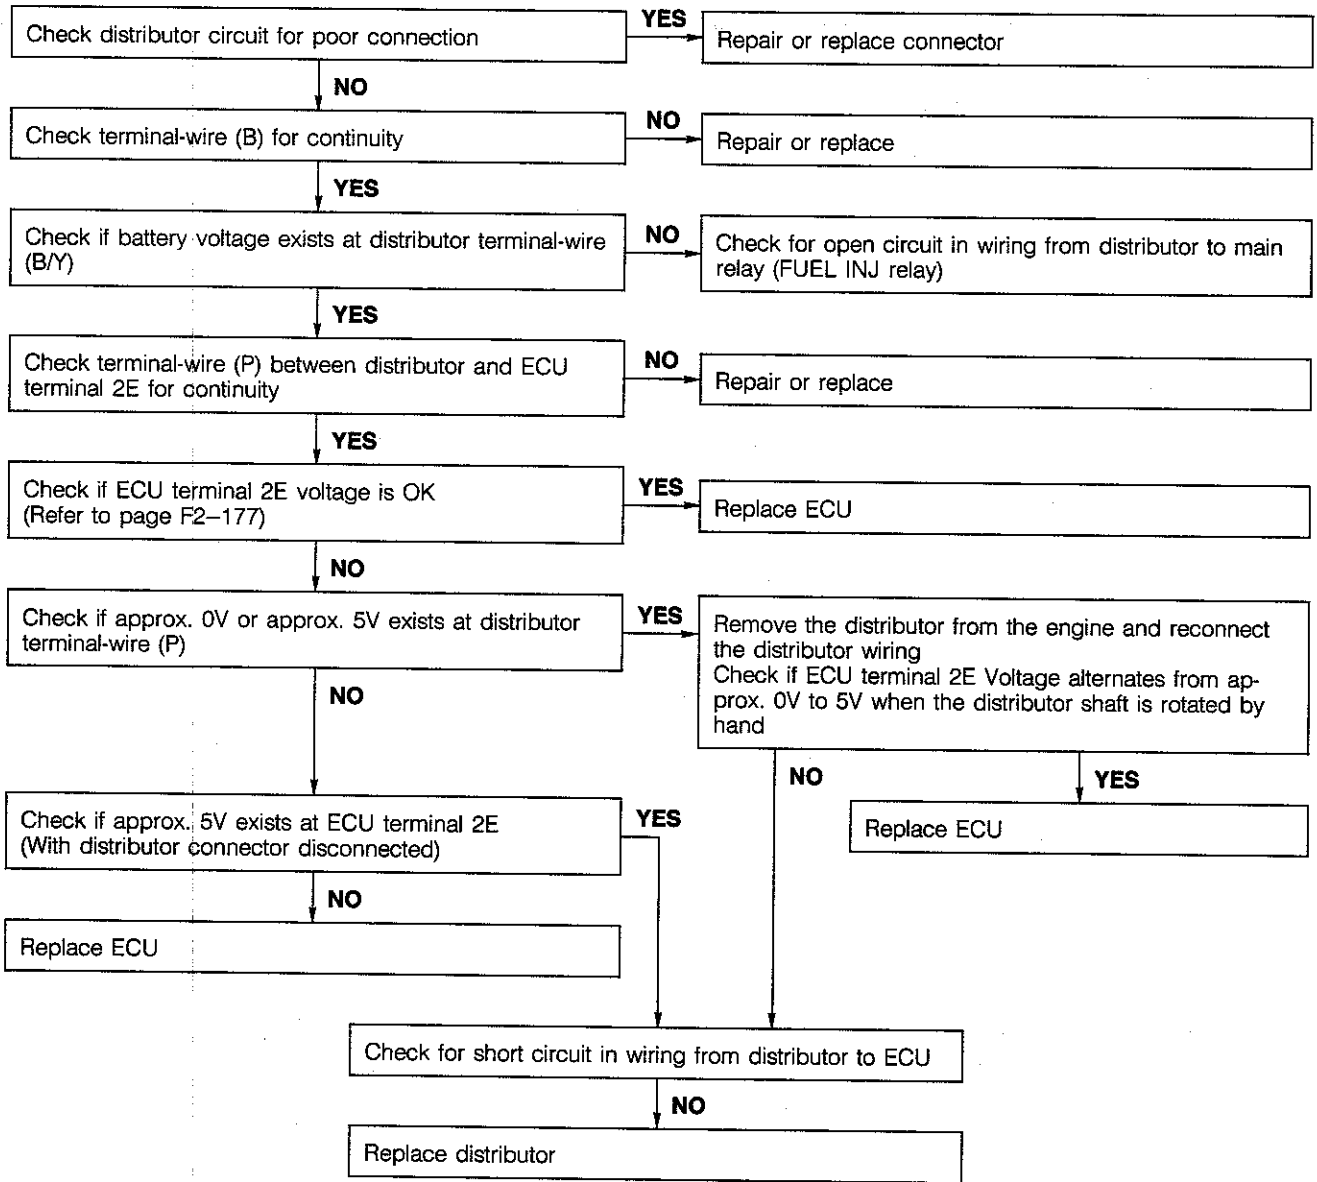 Check distributor circuit for poor connection
YES
Repair or replace connector
NO
Check terminal-wire (B) for continuity
NO
Repair or replace
YES
Check if battery voltage exists at distributor terminal-wire
(B/Y)
NO
Check for open circuit in wiring from distributor to main
relay (FUEL INJ relay)
YES
Check terminal-wire (P) between distributor and ECU
terminal 2E for continuity
NO
Repair or replace
YES
Check if ECU terminal 2E voltage is OK
(Refer to page F2–177)
YES
Replace ECU
NO
Check if approx. 0V or approx. 5V exists at distributor
terminal-wire (P)
YES
Remove the distributor from the engine and reconnect
the distributor wiring
Check if ECU terminal 2E Voltage alternates from ap-
prox. 0V to 5V when the distributor shaft is rotated by
hand
NO
NO
YES
Check if approx. 5V exists at ECU terminal 2E
(With distributor connector disconnected)
YES
Replace ECU
NO
Replace ECU
Check for short circuit in wiring from distributor to ECU
NO
Replace distributor